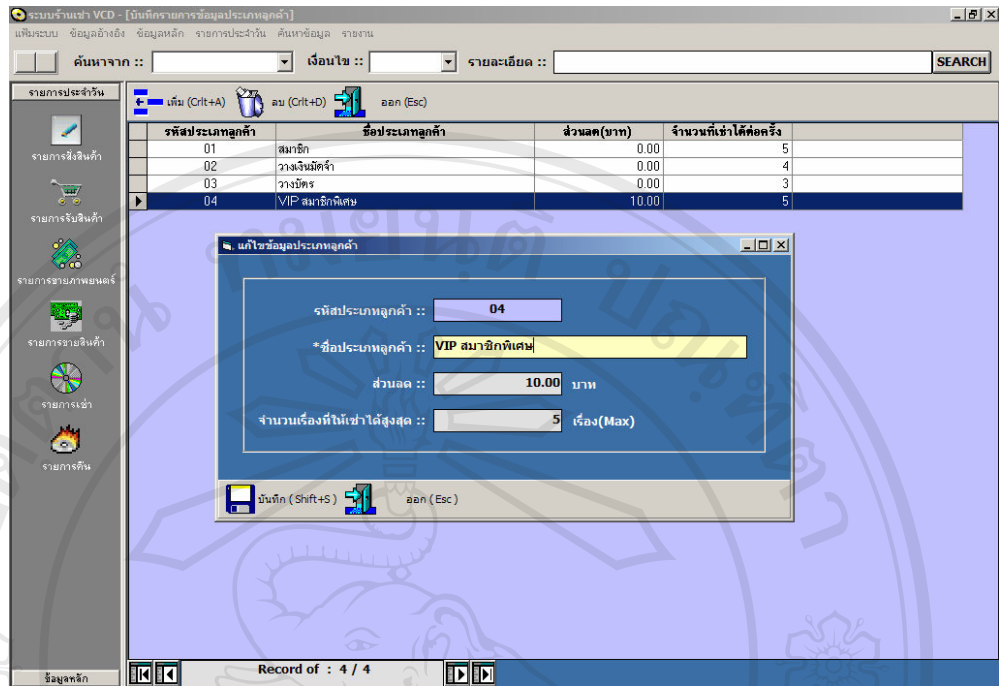 ระบบร้านเช่า VCD - [บันทึกรายการข้อมูลประเภทลูกค้า]
แฟ้มระบบ ข้อมูลอ้างอิง ข้อมูลหลัก รายการประจำวัน ค้นหาข้อมูล รายงาน
ค้นหาจาก :: เงื่อนไข :: รายละเอียด :: SEARCH
รายการประจำวัน
รายการสั่งสินค้า
รายการรับสินค้า
รายการขายภาพยนตร์
รายการขายสินค้า
รายการเช่า
รายการคืน
ข้อมูลหลัก
เพิ่ม (Crlt+A) ลบ (Crlt+D) ออก (Esc)
รหัสประเภทลูกค้า ชื่อประเภทลูกค้า ส่วนลด(บาท) จำนวนที่เช่าได้ต่อครั้ง
01 สมาชิก 0.00 5
02 วางเงินมัดจำ 0.00 4
03 วางบัตร 0.00 3
04 VIP สมาชิกพิเศษ 10.00 5
แก้ไขข้อมูลประเภทลูกค้า
รหัสประเภทลูกค้า :: 04
*ชื่อประเภทลูกค้า :: VIP สมาชิกพิเศษ
ส่วนลด :: 10.00 บาท
จำนวนเรื่องที่ให้เช่าได้สูงสุด :: 5 เรื่อง(Max)
บันทึก ( Shift+S ) ออก ( Esc )
Record of : 4 / 4